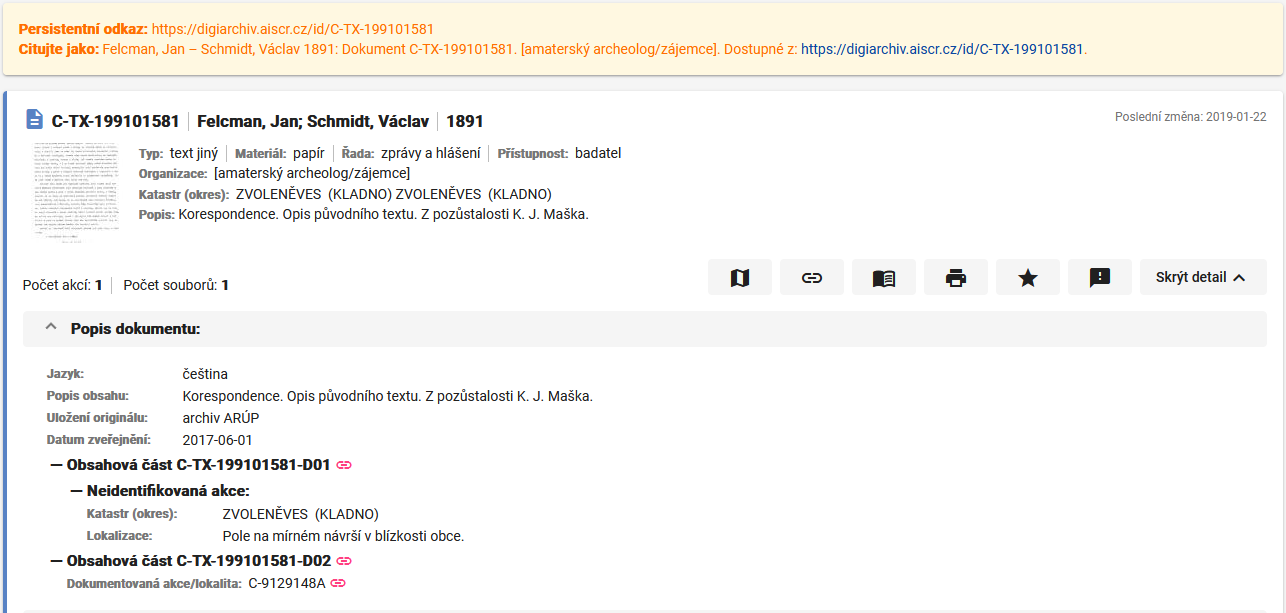 Persistentní odkaz: https://digiarchiv.aiscr.cz/id/C-TX-199101581
Citujte jako: Felcman, Jan – Schmidt, Václav 1891: Dokument C-TX-199101581. [amaterský archeolog/zájemce]. Dostupné z: https://digiarchiv.aiscr.cz/id/C-TX-199101581.
C-TX-199101581 Felcman, Jan; Schmidt, Václav 1891
Poslední změna: 2019-01-22
Typ: text jiný Materiál: papír Řada: zprávy a hlášení Přístupnost: badatel
Organizace: [amaterský archeolog/zájemce]
Katastr (okres): ZVOLENĚVES (KLADNO) ZVOLENĚVES (KLADNO)
Popis: Korespondence. Opis původního textu. Z pozůstalosti K. J. Maška.
Počet akcí: 1 Počet souborů: 1
Skrýt detail
Popis dokumentu:
Jazyk: čeština
Popis obsahu: Korespondence. Opis původního textu. Z pozůstalosti K. J. Maška.
Uložení originálu: archiv ARÚP
Datum zveřejnění: 2017-06-01
— Obsahová část C-TX-199101581-D01
— Neidentifikovaná akce:
Katastr (okres): ZVOLENĚVES (KLADNO)
Lokalizace: Pole na mírném návrší v blízkosti obce.
— Obsahová část C-TX-199101581-D02
Dokumentovaná akce/lokalita: C-9129148A